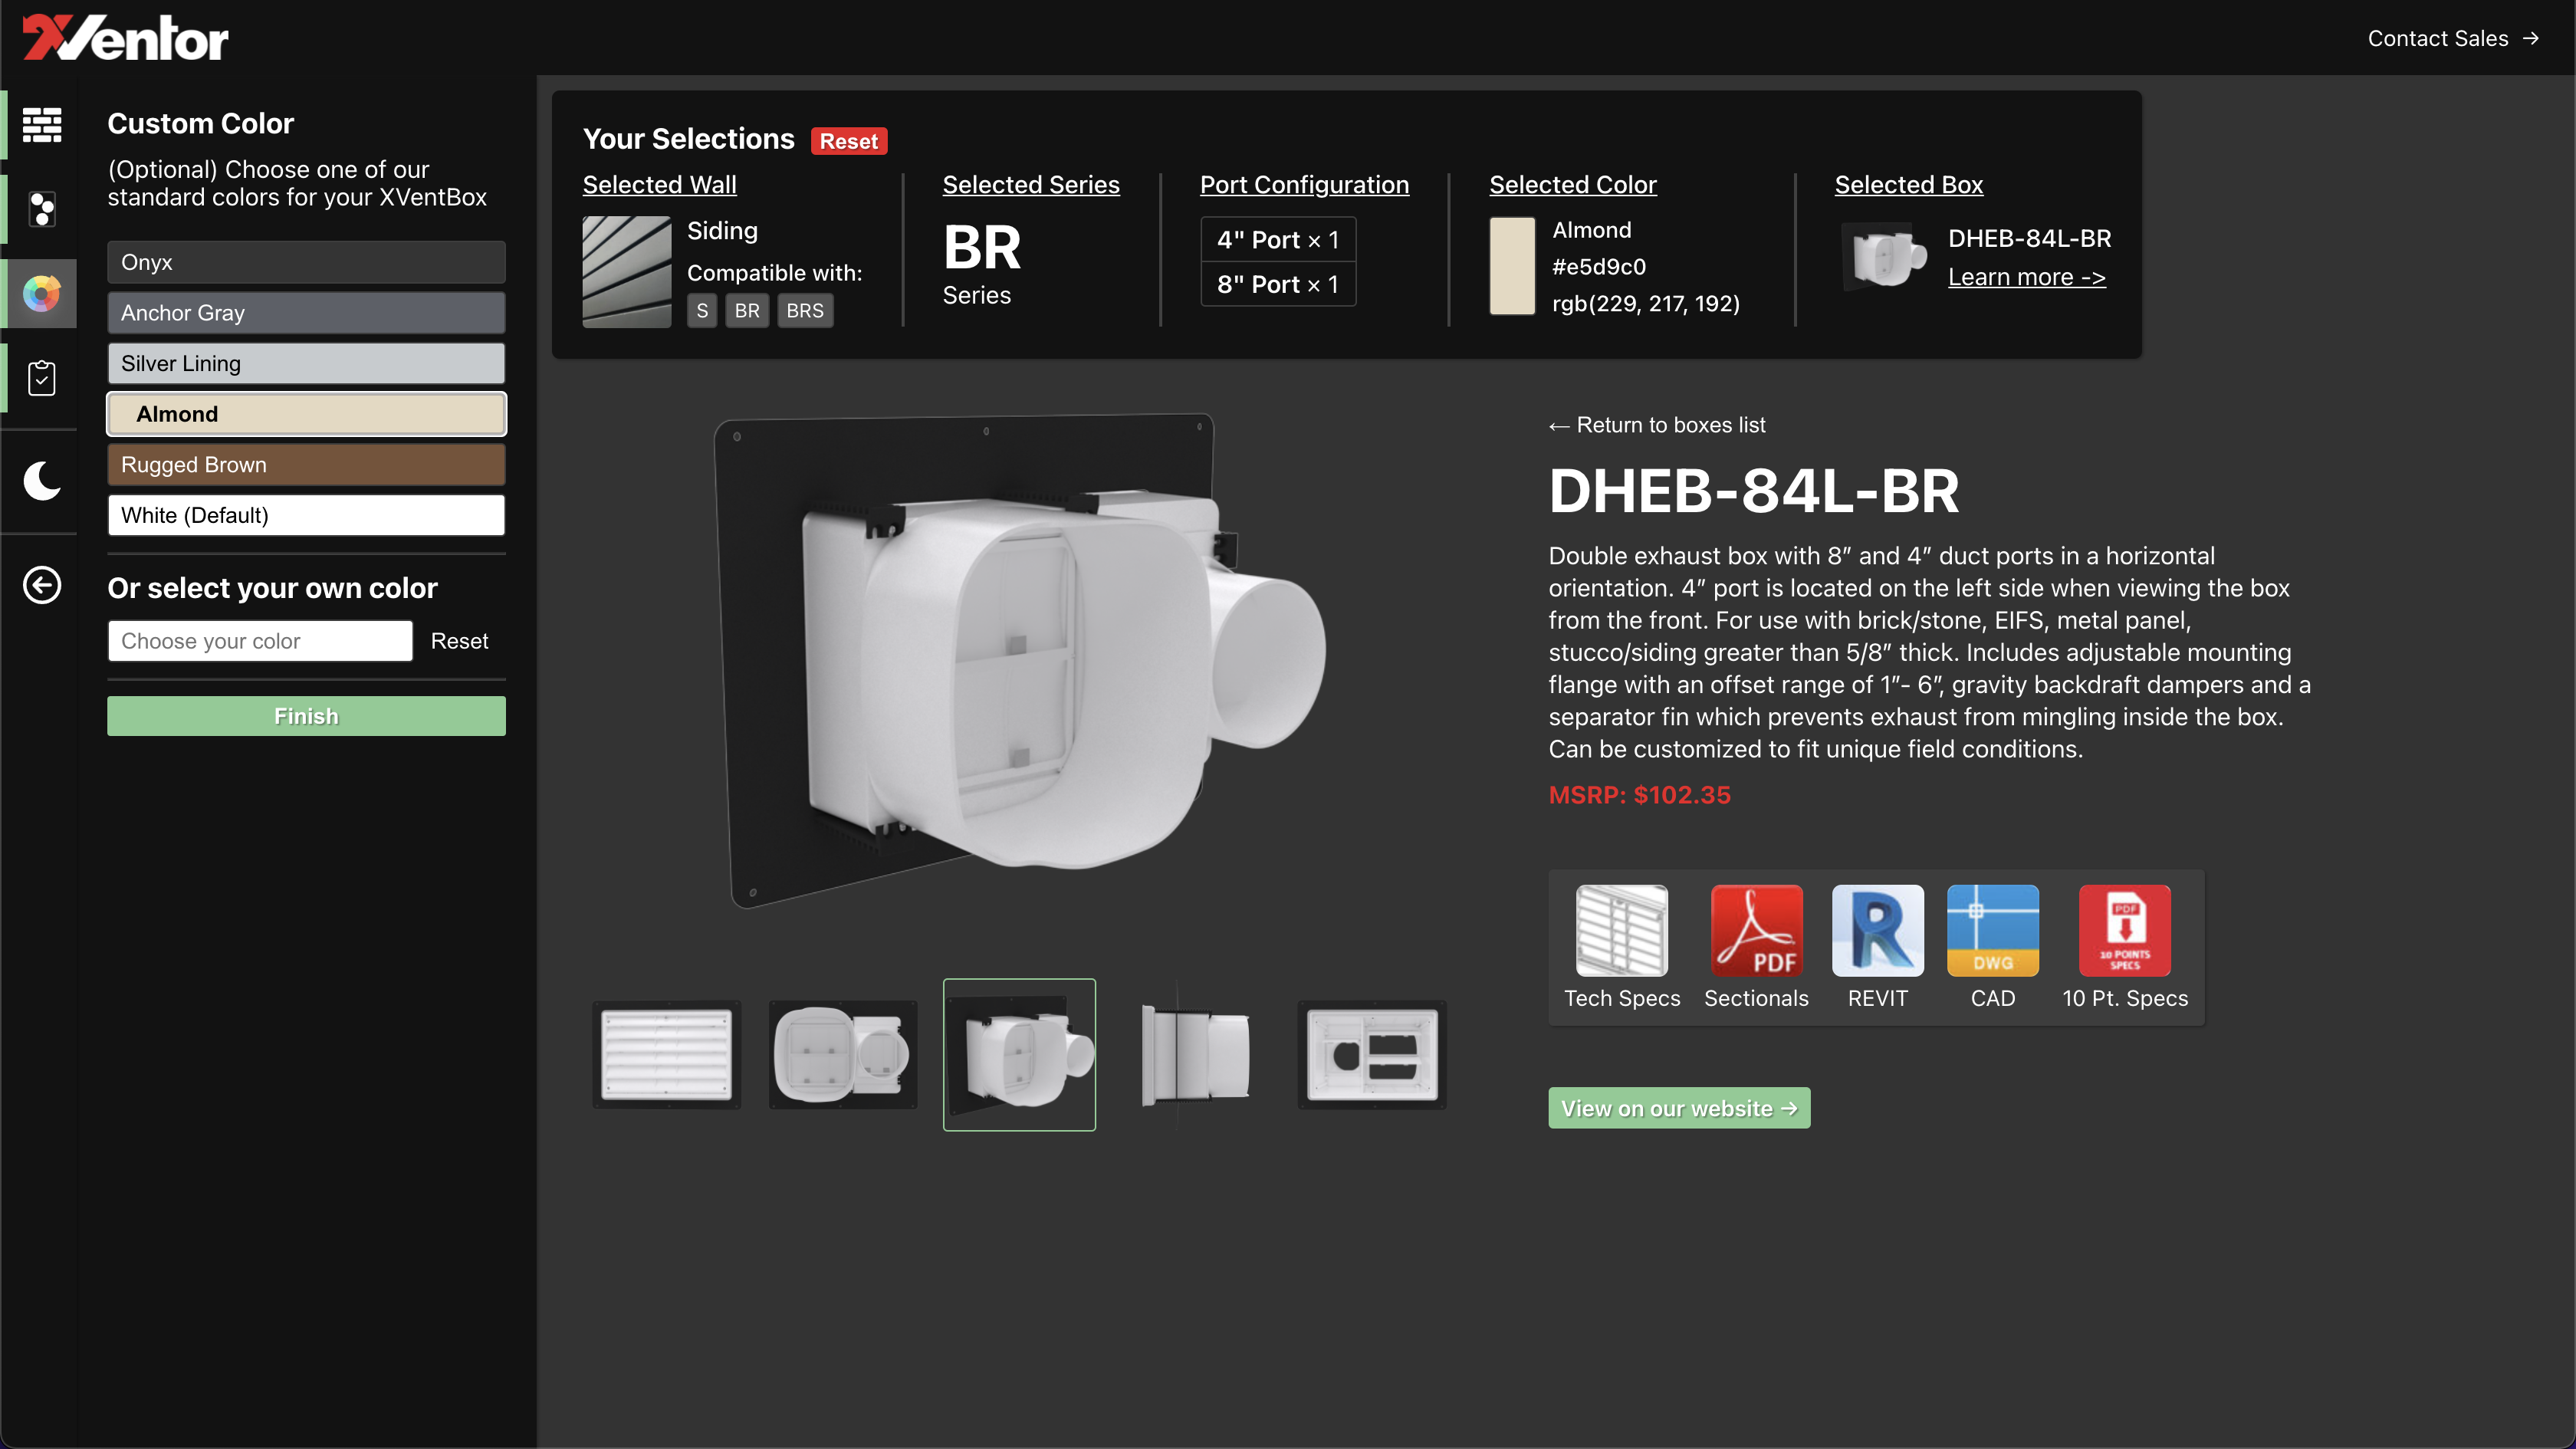 XVentor
Contact Sales →
Custom Color
(Optional) Choose one of our
standard colors for your XVentBox
Onyx
Anchor Gray
Silver Lining
Almond
Rugged Brown
White (Default)
Or select your own color
Choose your color
Reset
Finish
Your Selections
Reset
Selected Wall
Siding
Compatible with:
S
BR
BRS
Selected Series
BR
Series
Port Configuration
4" Port × 1
8" Port × 1
Selected Color
Almond
#e5d9c0
rgb(229, 217, 192)
Selected Box
DHEB-84L-BR
Learn more ->
← Return to boxes list
DHEB-84L-BR
Double exhaust box with 8” and 4” duct ports in a horizontal
orientation. 4” port is located on the left side when viewing the box
from the front. For use with brick/stone, EIFS, metal panel,
stucco/siding greater than 5/8” thick. Includes adjustable mounting
flange with an offset range of 1”- 6”, gravity backdraft dampers and a
separator fin which prevents exhaust from mingling inside the box.
Can be customized to fit unique field conditions.
MSRP: $102.35
Tech Specs
PDF
Sectionals
R
REVIT
DWG
CAD
PDF
10 POINTS
SPECS
10 Pt. Specs
View on our website →